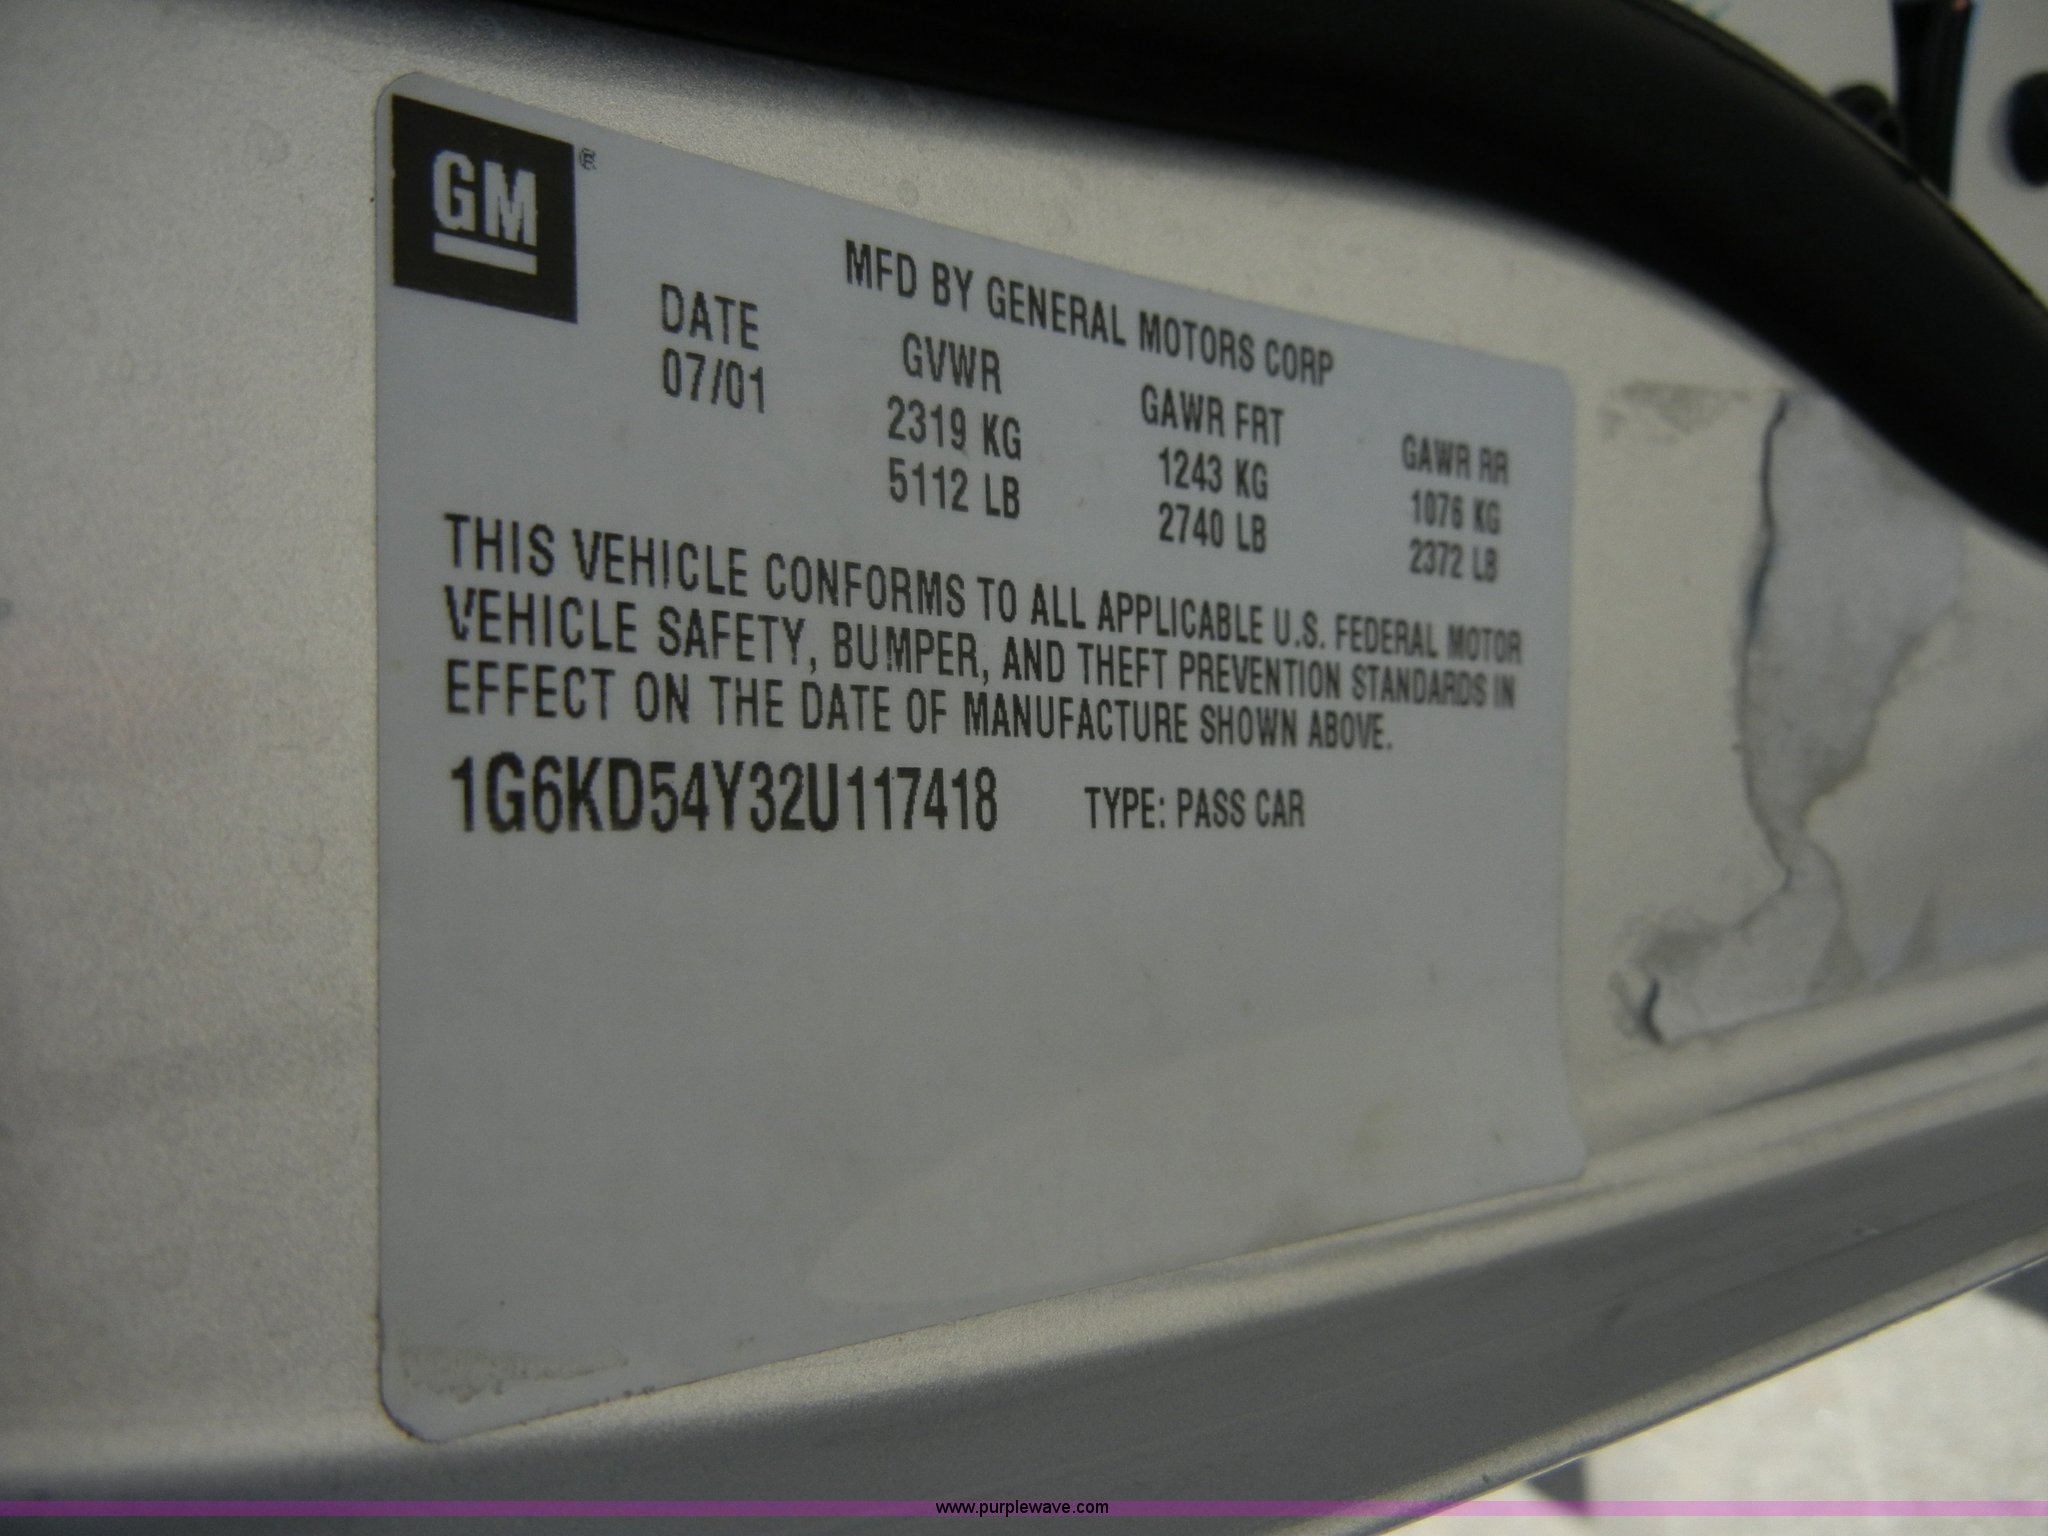 GM®
MFD BY GENERAL MOTORS CORP
DATE GVWR GAWR FRT GAWR RR
07/01 2319 KG 1243 KG 1076 KG
5112 LB 2740 LB 2372 LB
THIS VEHICLE CONFORMS TO ALL APPLICABLE U.S. FEDERAL MOTOR
VEHICLE SAFETY, BUMPER, AND THEFT PREVENTION STANDARDS IN
EFFECT ON THE DATE OF MANUFACTURE SHOWN ABOVE.
1G6KD54Y32U117418 TYPE: PASS CAR
www.purplewave.com